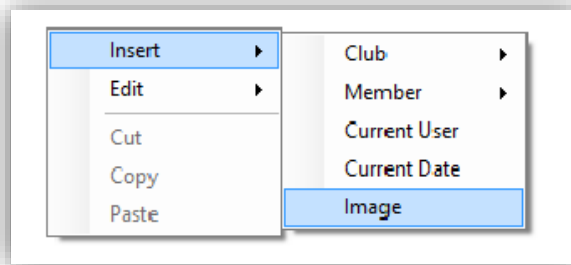 Insert
Edit
Cut
Copy
Paste
Club
Member
Current User
Current Date
Image